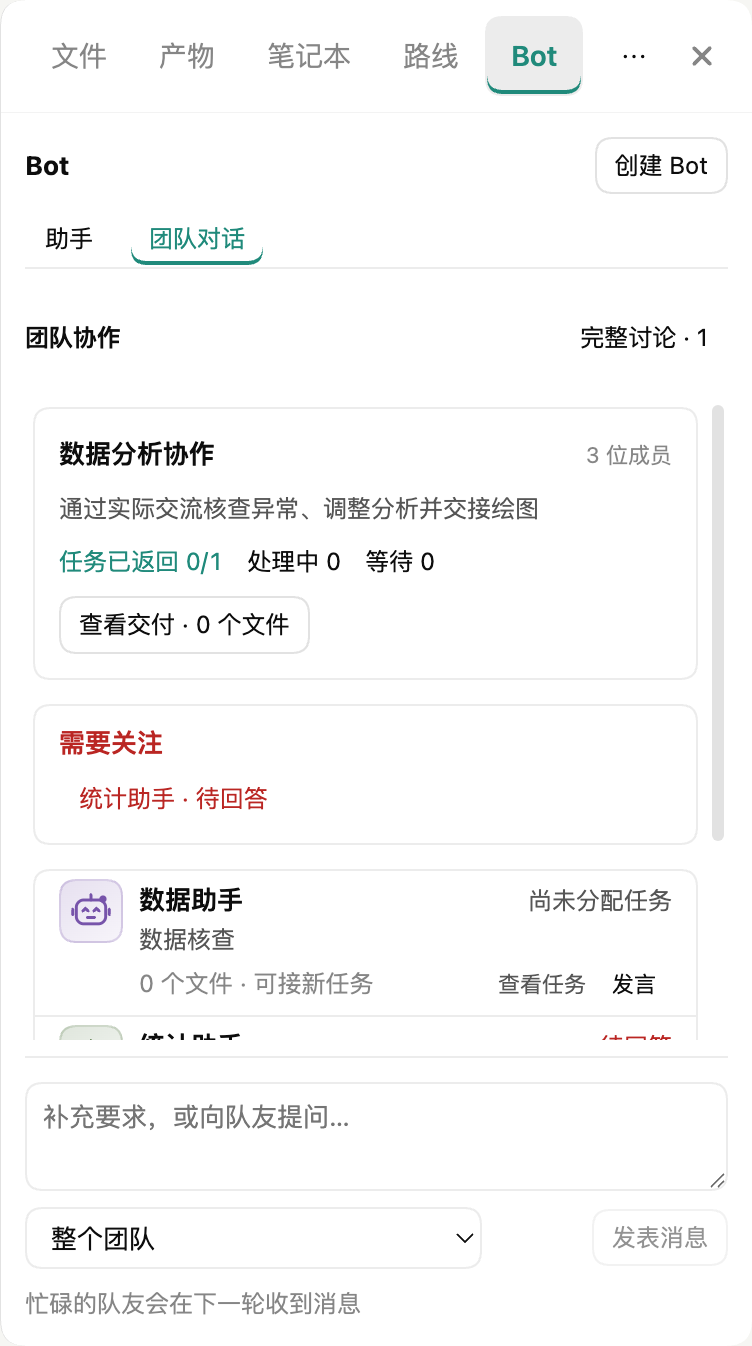 文件 产物 笔记本 路线 Bot ... ×
Bot 创建 Bot
助手 团队对话
团队协作 完整讨论 · 1
数据分析协作 3 位成员
通过实际交流核查异常、调整分析并交接绘图
任务已返回 0/1 处理中 0 等待 0
查看交付 · 0 个文件
需要关注
统计助手 · 待回答
数据助手 尚未分配任务
数据核查
0 个文件 · 可接新任务 查看任务 发言
统计助手 待回答
补充要求，或向队友提问...
整个团队 发表消息
忙碌的队友会在下一轮收到消息